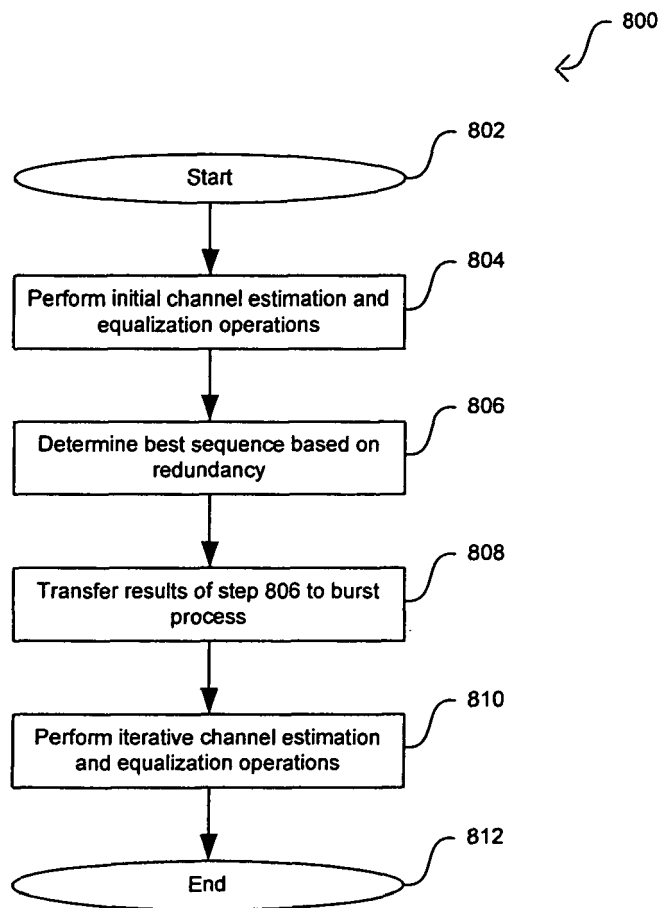 800
802
Start
804
Perform initial channel estimation and
equalization operations
806
Determine best sequence based on
redundancy
808
Transfer results of step 806 to burst
process
810
Perform iterative channel estimation
and equalization operations
812
End